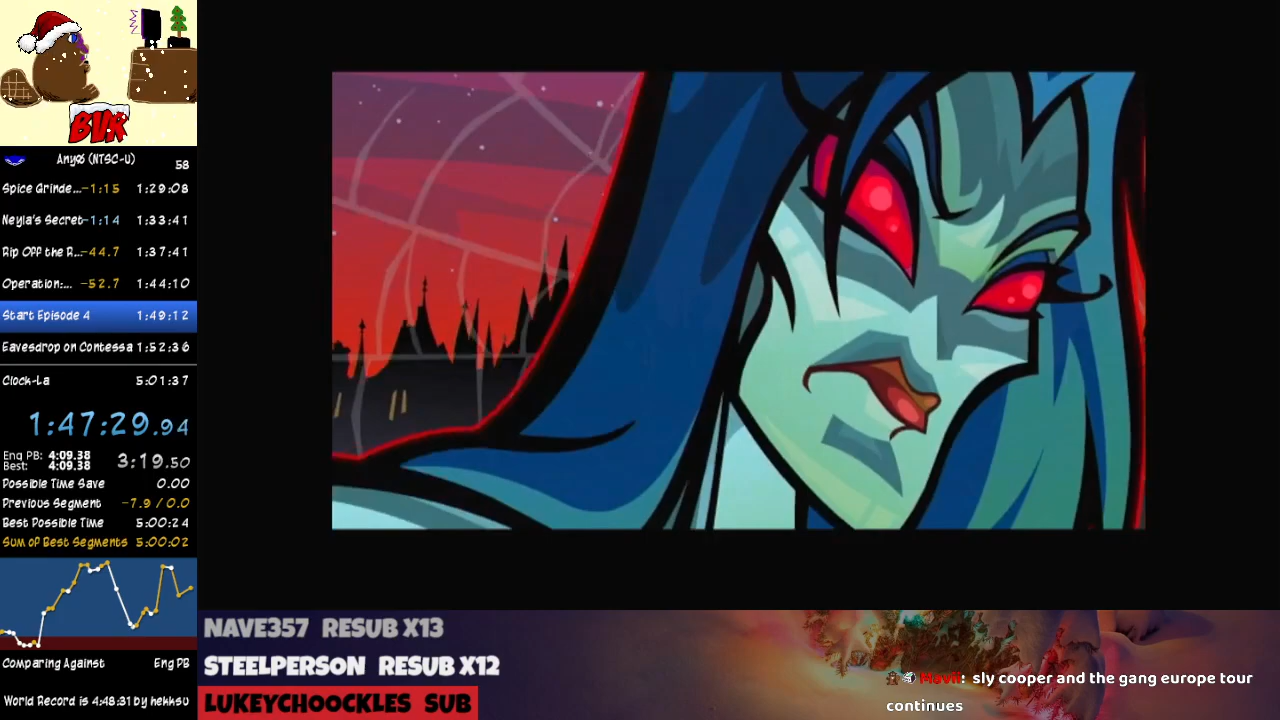 BVR
Any% (NTSC-U)
58
Spice Grinde... -1:15 1:29:08
Neyla's Secret -1:14 1:33:41
Rip Off the R... -44.7 1:37:41
Operation:... -52.7 1:44:10
Start Episode 4 1:49:12
Eavesdrop on Contessa 1:52:36
Clock-La 5:01:37
1:47:29.94
Eng PB: 4:09.38
Best: 4:09.38
3:19.50
Possible Time Save 0.00
Previous Segment -7.9 / 0.0
Best Possible Time 5:00:24
Sum of Best Segments 5:00:02
Comparing Against Eng PB
World Record is 4:48:31 by hekksu
NAVE357 RESUB X13
STEELPERSON RESUB X12
LUKEYCHOOCKLES SUB
Mavii: sly cooper and the gang europe tour
continues